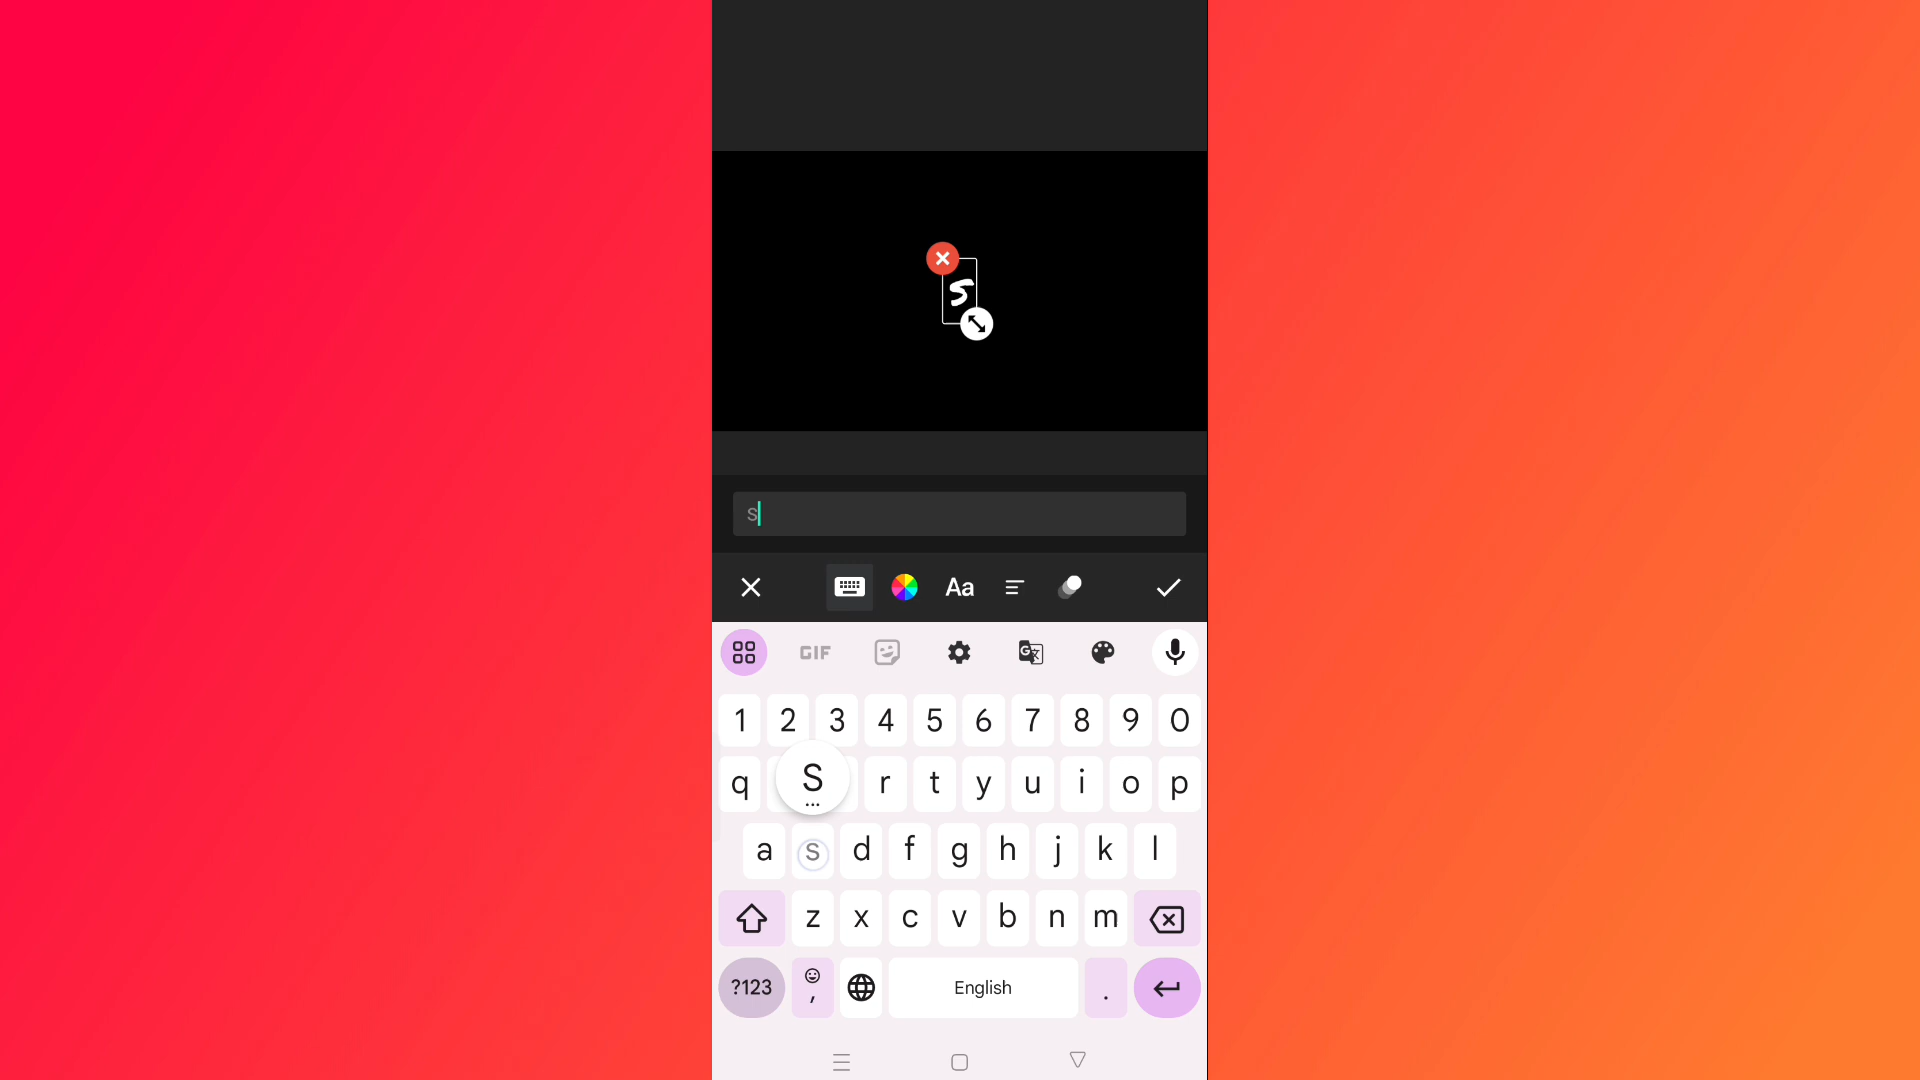 s
s
Aa
GIF
G
1 2 3 4 5 6 7 8 9 0
q S r t y u i o p
a s d f g h j k l
z x c v b n m
?123 , English .